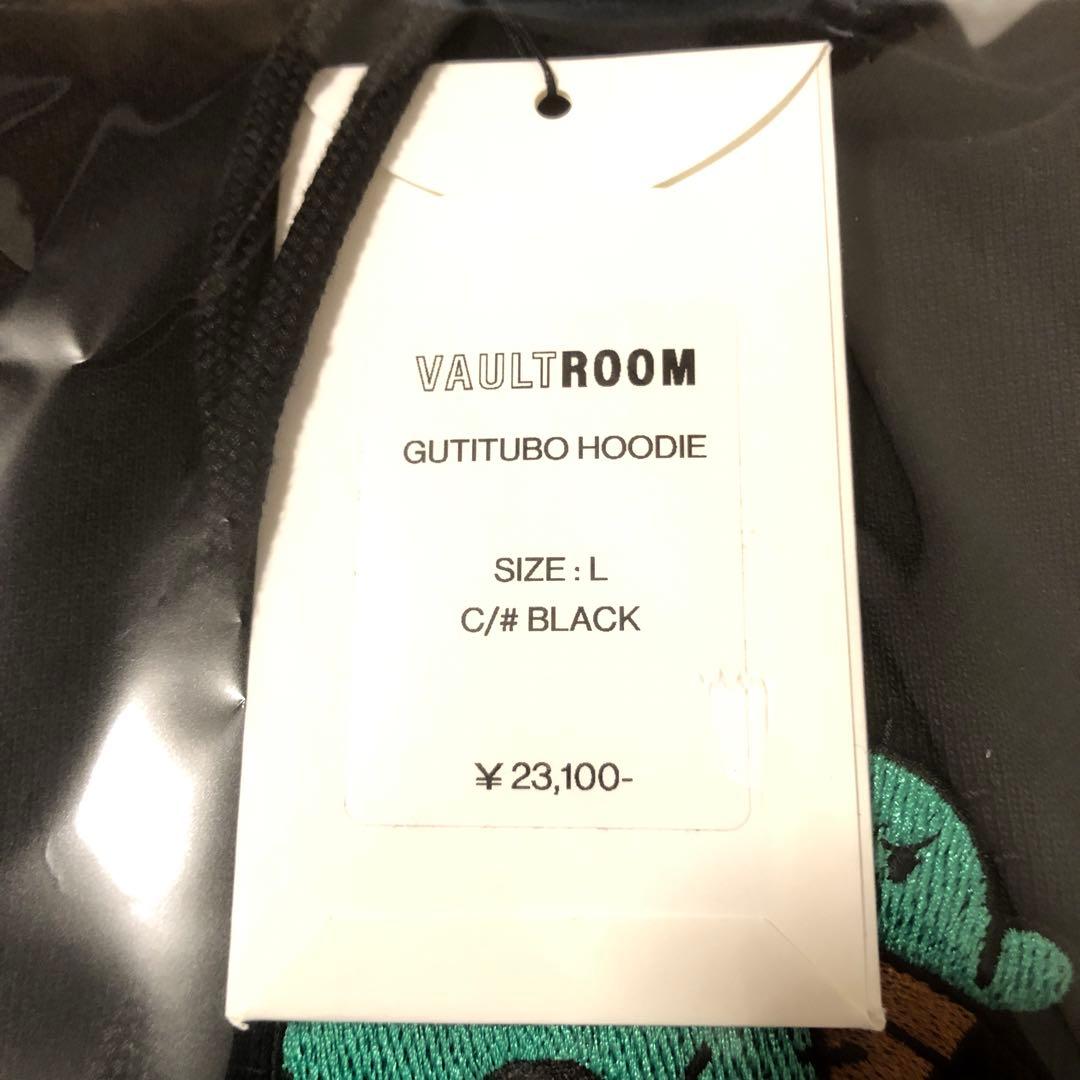 VAULTROOM
GUTITUBO HOODIE
SIZE : L
C/# BLACK
¥ 23,100-